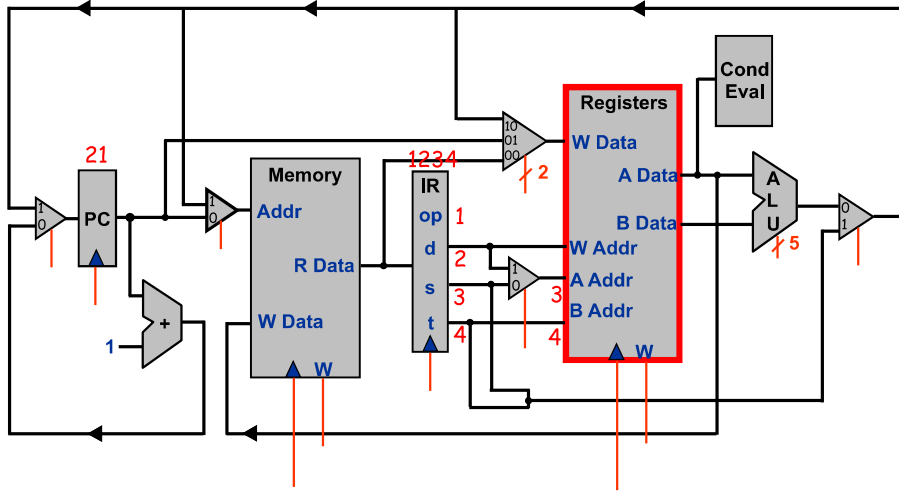 Cond
Eval
Registers
10
01
00
W Data
2
21
1234
Memory
IR
A Data
A
L
U
1
0
PC
1
0
Addr
op
1
B Data
0
1
d
2
W Addr
5
R Data
1
0
A Addr
s
3
3
B Addr
W Data
t
4
4
+
1
W
W